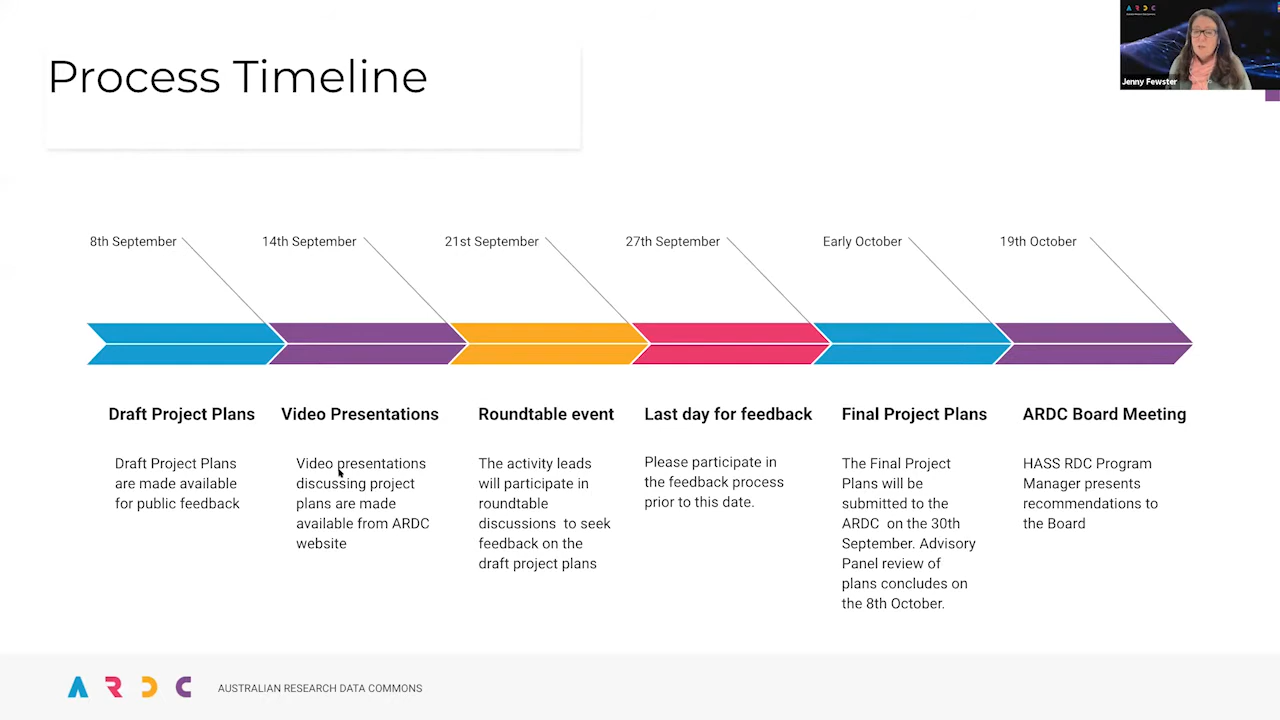 Process Timeline
A R D C
Jenny Fewster
8th September
14th September
21st September
27th September
Early October
19th October
Draft Project Plans
Draft Project Plans
are made available
for public feedback
Video Presentations
Video presentations
discussing project
plans are made
available from ARDC
website
Roundtable event
The activity leads
will participate in
roundtable
discussions to seek
feedback on the
draft project plans
Last day for feedback
Please participate in
the feedback process
prior to this date.
Final Project Plans
The Final Project
Plans will be
submitted to the
ARDC on the 30th
September. Advisory
Panel review of
plans concludes on
the 8th October.
ARDC Board Meeting
HASS RDC Program
Manager presents
recommendations to
the Board
ARDC
AUSTRALIAN RESEARCH DATA COMMONS